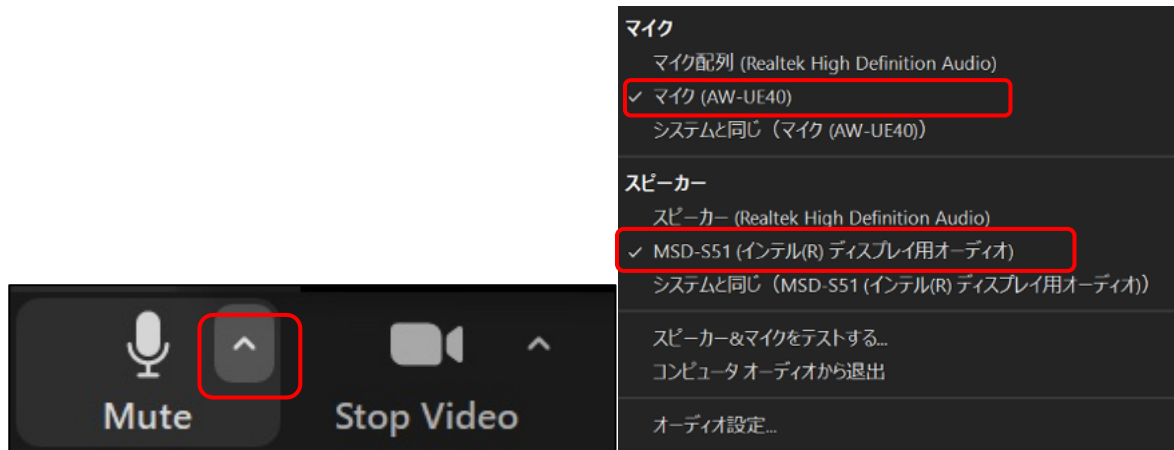 Mute
Stop Video
マイク
マイク配列 (Realtek High Definition Audio)
✓ マイク (AW-UE40)
システムと同じ（マイク (AW-UE40)）
スピーカー
スピーカー (Realtek High Definition Audio)
✓ MSD-S51 (インテル(R) ディスプレイ用オーディオ)
システムと同じ（MSD-S51 (インテル(R) ディスプレイ用オーディオ)）
スピーカー&マイクをテストする...
コンピュータ オーディオから退出
オーディオ設定...